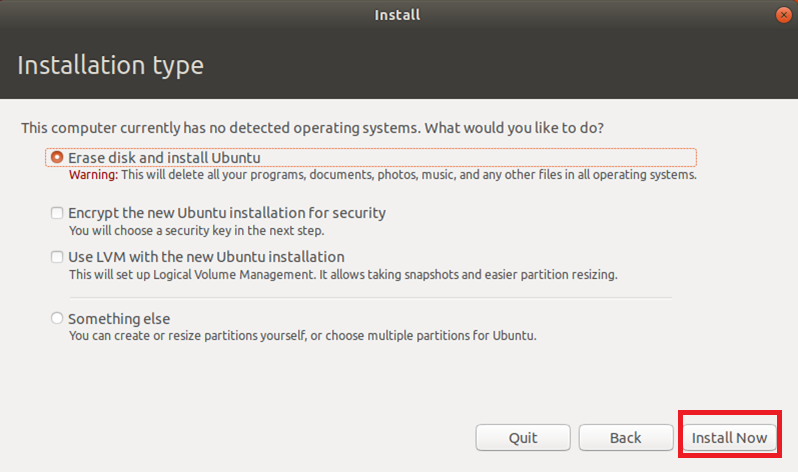 Install
Installation type
This computer currently has no detected operating systems. What would you like to do?
Erase disk and install Ubuntu
Warning: This will delete all your programs, documents, photos, music, and any other files in all operating systems.
Encrypt the new Ubuntu installation for security
You will choose a security key in the next step.
Use LVM with the new Ubuntu installation
This will set up Logical Volume Management. It allows taking snapshots and easier partition resizing.
Something else
You can create or resize partitions yourself, or choose multiple partitions for Ubuntu.
Quit Back Install Now